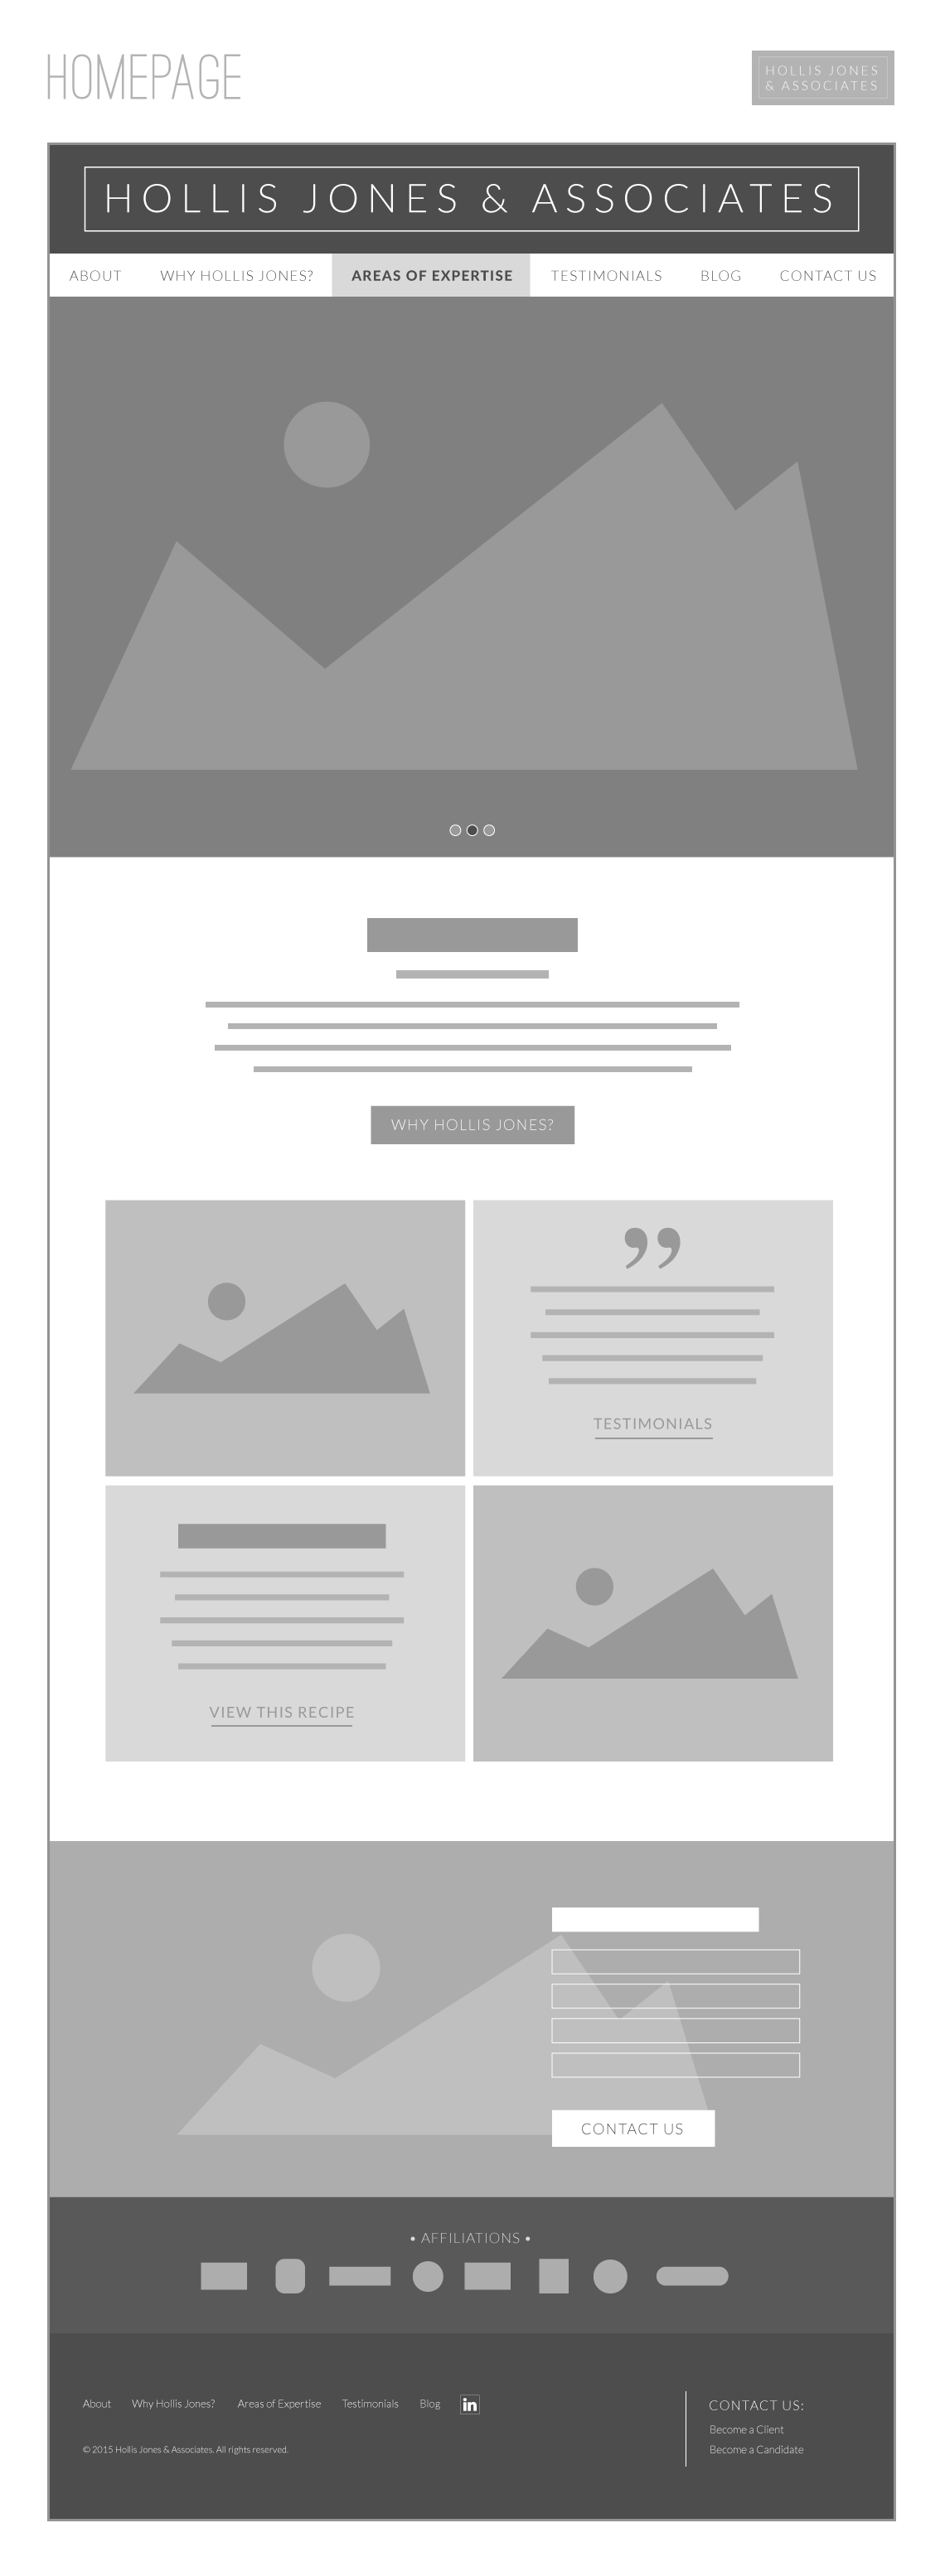 HOMEPAGE
HOLLIS JONES
& ASSOCIATES
HOLLIS JONES & ASSOCIATES
ABOUT WHY HOLLIS JONES? AREAS OF EXPERTISE TESTIMONIALS BLOG CONTACT US
WHY HOLLIS JONES?
”
TESTIMONIALS
VIEW THIS RECIPE
CONTACT US
• AFFILIATIONS •
About Why Hollis Jones? Areas of Expertise Testimonials Blog in
© 2015 Hollis Jones & Associates. All rights reserved.
CONTACT US:
Become a Client
Become a Candidate